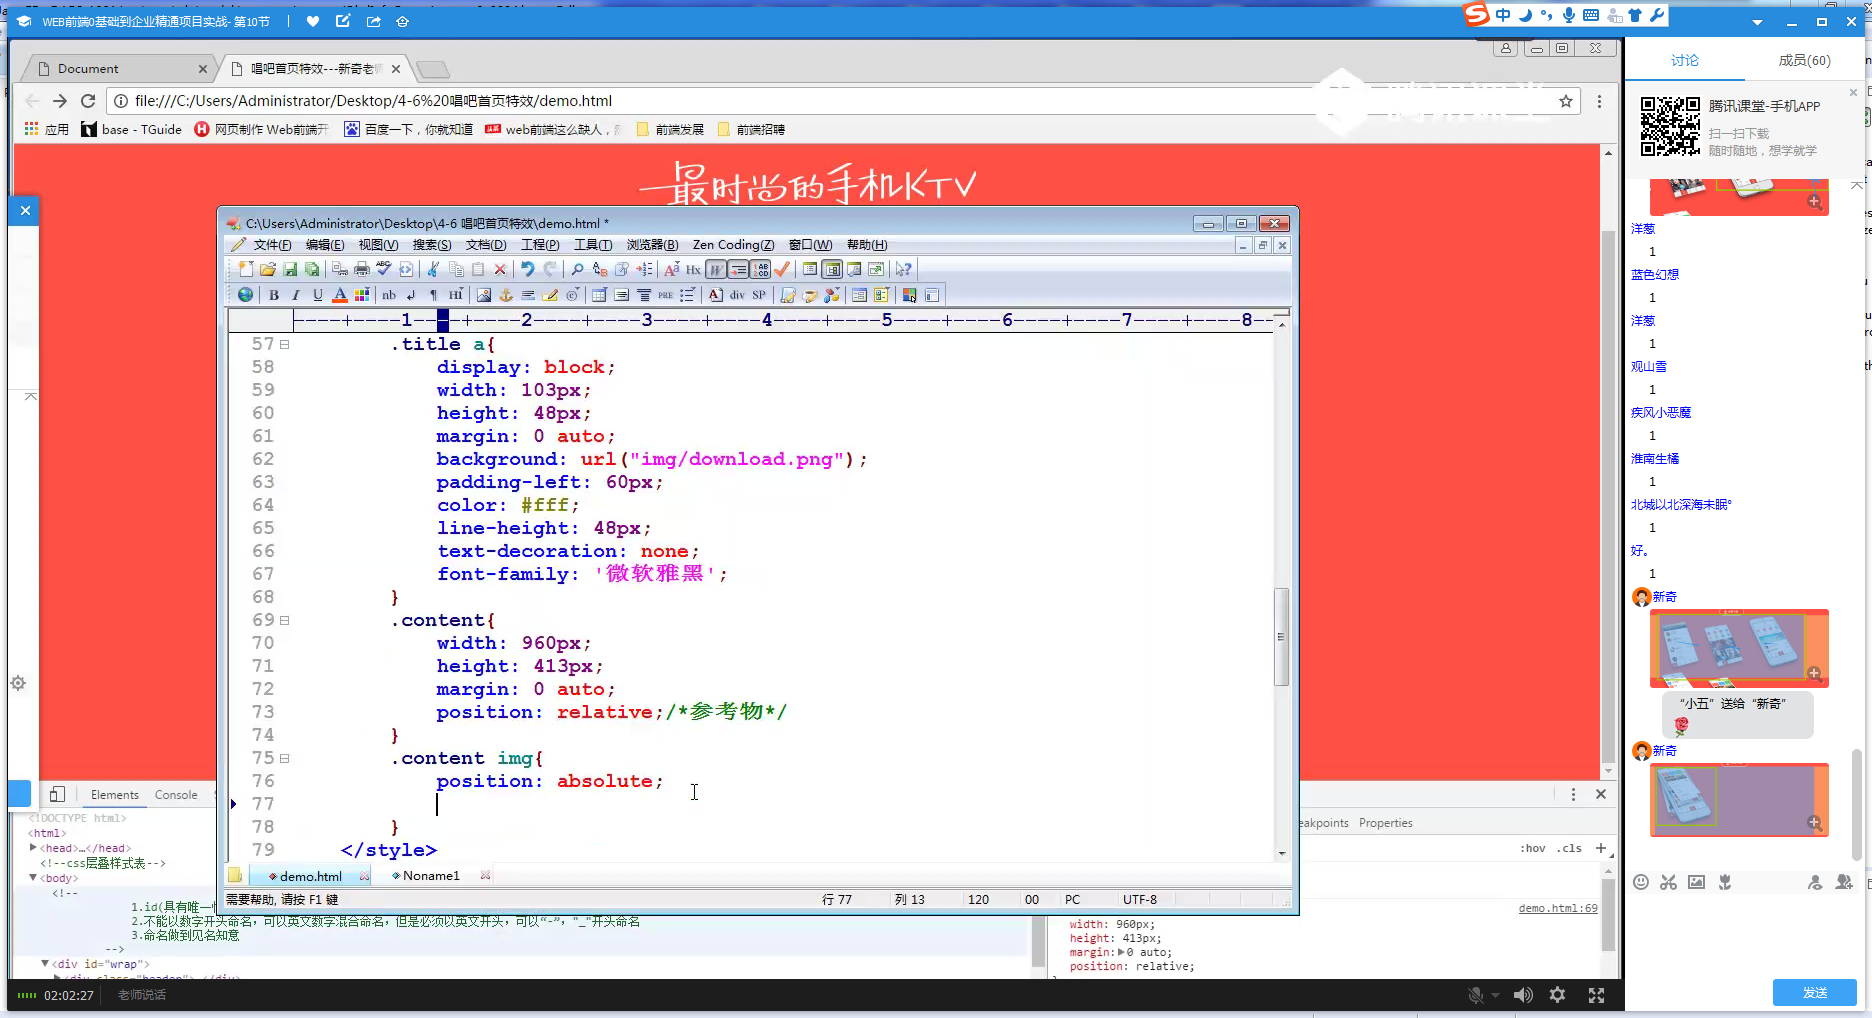 WEB前端0基础到企业精通项目实战- 第10节
中
Document
唱吧首页特效---新奇老师
file:///C:/Users/Administrator/Desktop/4-6%20唱吧首页特效/demo.html
应用
base - TGuide
网页制作 Web前端开
百度一下，你就知道
web前端这么缺人，
前端发展
前端招聘
最时尚的手机KTV
C:\Users\Administrator\Desktop\4-6 唱吧首页特效\demo.html *
文件(F) 编辑(E) 视图(V) 搜索(S) 文档(D) 工程(P) 工具(T) 浏览器(B) Zen Coding(Z) 窗口(W) 帮助(H)
B I U A nb ¶ HI PRE A div SP
----+----1----+----2----+----3----+----4----+----5----+----6----+----7----+----8--
57 .title a{
58 display: block;
59 width: 103px;
60 height: 48px;
61 margin: 0 auto;
62 background: url("img/download.png");
63 padding-left: 60px;
64 color: #fff;
65 line-height: 48px;
66 text-decoration: none;
67 font-family: '微软雅黑';
68 }
69 .content{
70 width: 960px;
71 height: 413px;
72 margin: 0 auto;
73 position: relative;/*参考物*/
74 }
75 .content img{
76 position: absolute;
77
78 }
79 </style>
demo.html
Noname1
需要帮助, 请按 F1 键
行 77
列 13
120
00
PC
UTF-8
Elements Console
<!DOCTYPE html>
<html>
<head>…</head>
<!--css层叠样式表-->
<body>
<!--
1.id(具有唯一
2.不能以数字开头命名，可以英文数字混合命名，但是必须以英文开头，可以“-”，"_"开头命名
3.命名做到见名知意
-->
<div id="wrap">
eakpoints Properties
:hov .cls +
demo.html:69
width: 960px;
height: 413px;
margin: 0 auto;
position: relative;
02:02:27
老师说话
讨论
成员(60)
腾讯课堂-手机APP
扫一扫下载
随时随地，想学就学
洋葱
1
蓝色幻想
1
洋葱
1
观山雪
1
疾风小恶魔
1
淮南生橘
1
北城以北深海未眠°
1
好。
1
新奇
“小五”送给“新奇”
新奇
发送